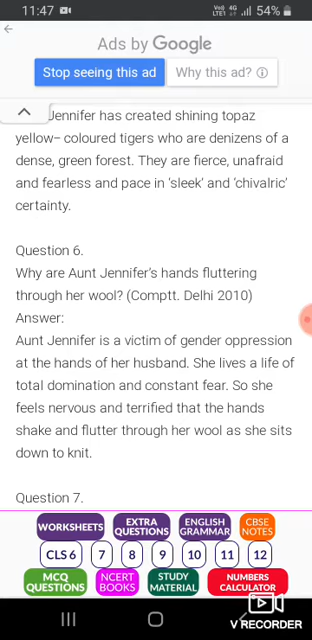 11:47
Vo) 4G
LTE1
54%
Ads by Google
Stop seeing this ad
Why this ad?
Jennifer has created shining topaz
yellow– coloured tigers who are denizens of a
dense, green forest. They are fierce, unafraid
and fearless and pace in ‘sleek’ and ‘chivalric’
certainty.
Question 6.
Why are Aunt Jennifer’s hands fluttering
through her wool? (Comptt. Delhi 2010)
Answer:
Aunt Jennifer is a victim of gender oppression
at the hands of her husband. She lives a life of
total domination and constant fear. So she
feels nervous and terrified that the hands
shake and flutter through her wool as she sits
down to knit.
Question 7.
WORKSHEETS EXTRA QUESTIONS ENGLISH GRAMMAR CBSE NOTES
CLS 6 7 8 9 10 11 12
MCQ QUESTIONS NCERT BOOKS STUDY MATERIAL NUMBERS CALCULATOR
V RECORDER